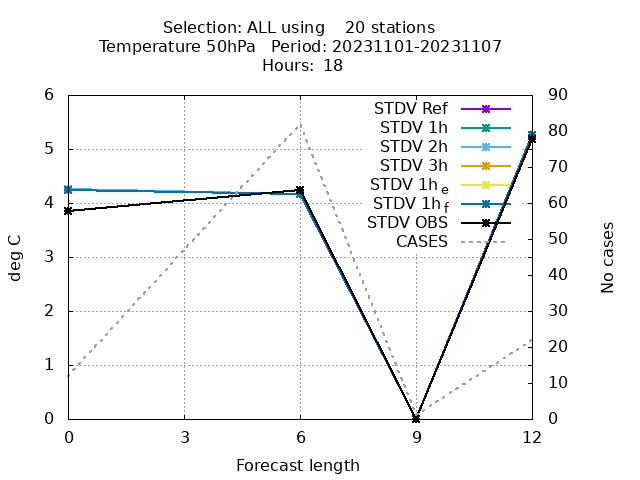 Selection: ALL using    20 stations
Temperature 50hPa   Period: 20231101-20231107
Hours: 18
6
5
4
3
2
1
0
deg C
90
80
70
60
50
40
30
20
10
0
No cases
STDV Ref
STDV 1h
STDV 2h
STDV 3h
STDV 1h e
STDV 1h f
STDV OBS
CASES
0 3 6 9 12
Forecast length